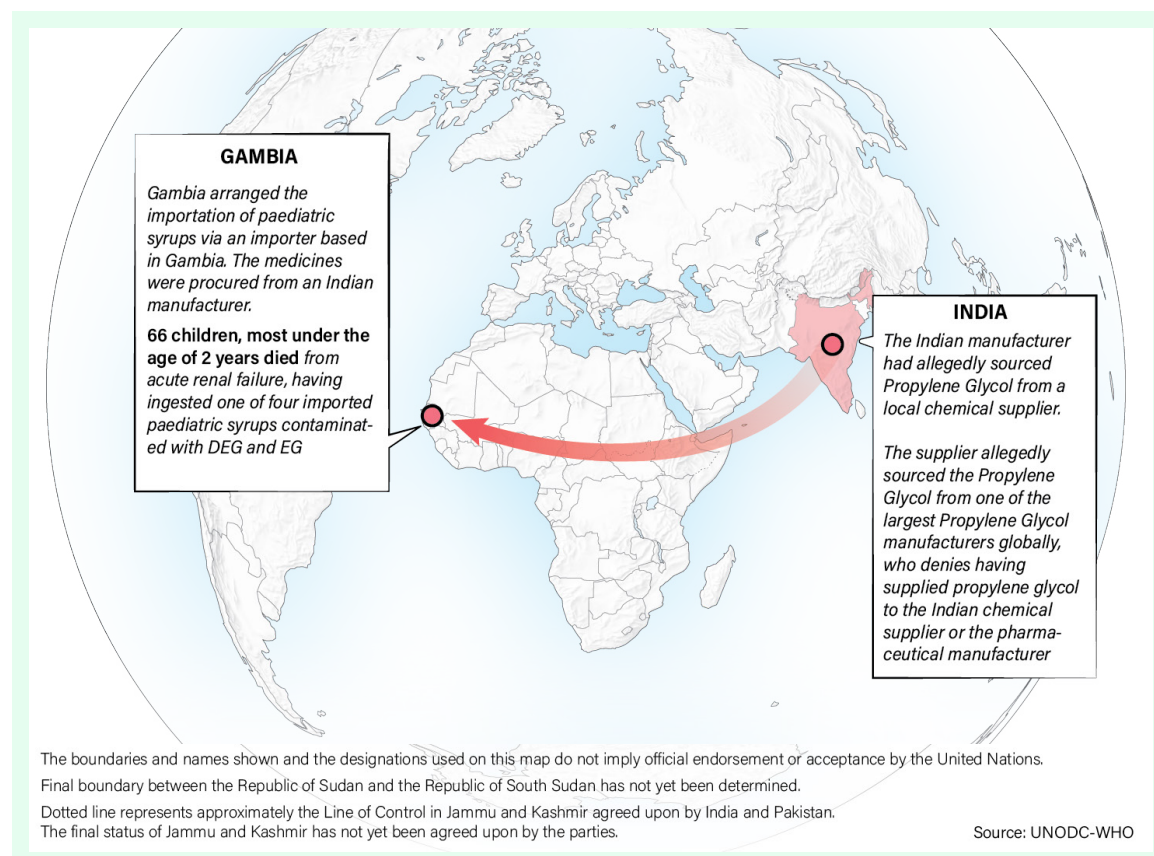 GAMBIA
Gambia arranged the
importation of paediatric
syrups via an importer based
in Gambia. The medicines
were procured from an Indian
manufacturer.
66 children, most under the
age of 2 years died from
acute renal failure, having
ingested one of four imported
paediatric syrups contaminat-
ed with DEG and EG
INDIA
The Indian manufacturer
had allegedly sourced
Propylene Glycol from a
local chemical supplier.
The supplier allegedly
sourced the Propylene
Glycol from one of the
largest Propylene Glycol
manufacturers globally,
who denies having
supplied propylene glycol
to the Indian chemical
supplier or the pharma-
ceutical manufacturer
The boundaries and names shown and the designations used on this map do not imply official endorsement or acceptance by the United Nations.
Final boundary between the Republic of Sudan and the Republic of South Sudan has not yet been determined.
Dotted line represents approximately the Line of Control in Jammu and Kashmir agreed upon by India and Pakistan.
The final status of Jammu and Kashmir has not yet been agreed upon by the parties.
Source: UNODC-WHO